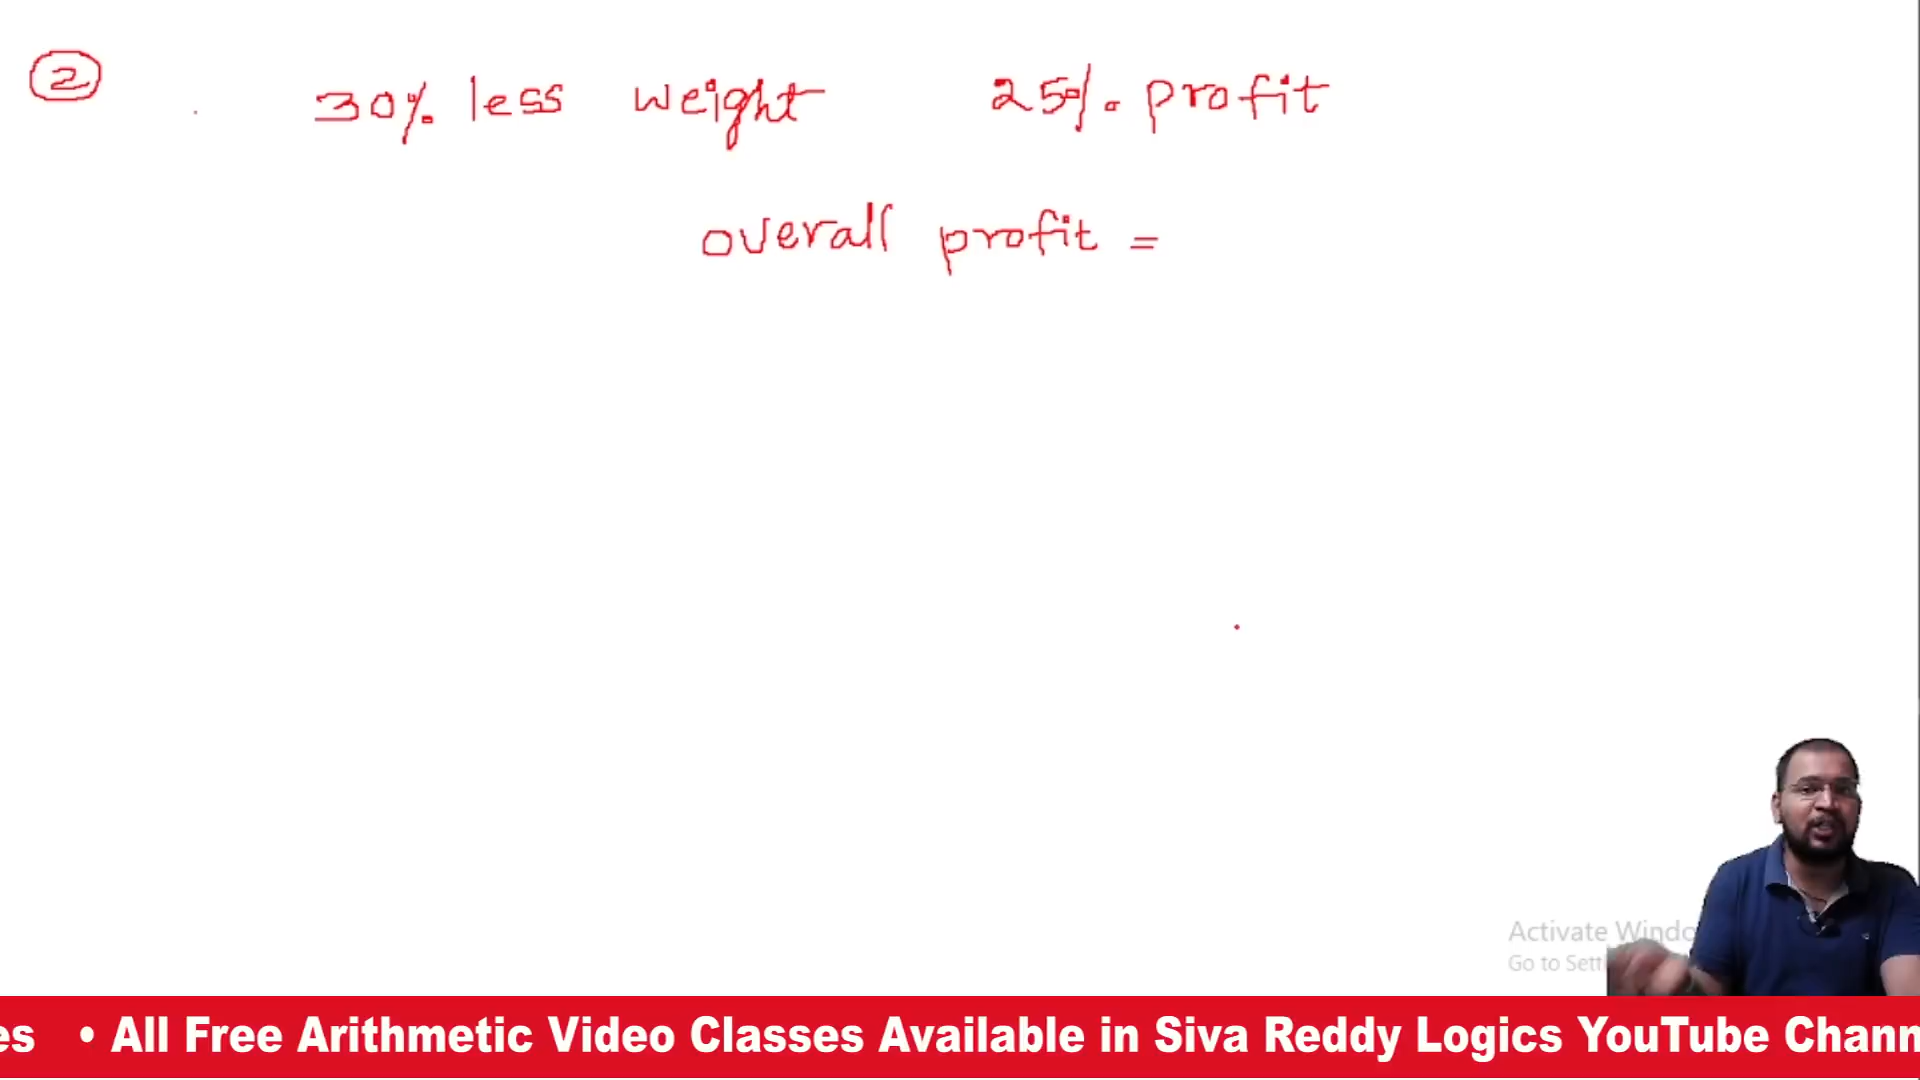 2 30% less weight 25%. profit
overall profit =
Activate Windo
Go to Sett
es • All Free Arithmetic Video Classes Available in Siva Reddy Logics YouTube Chann